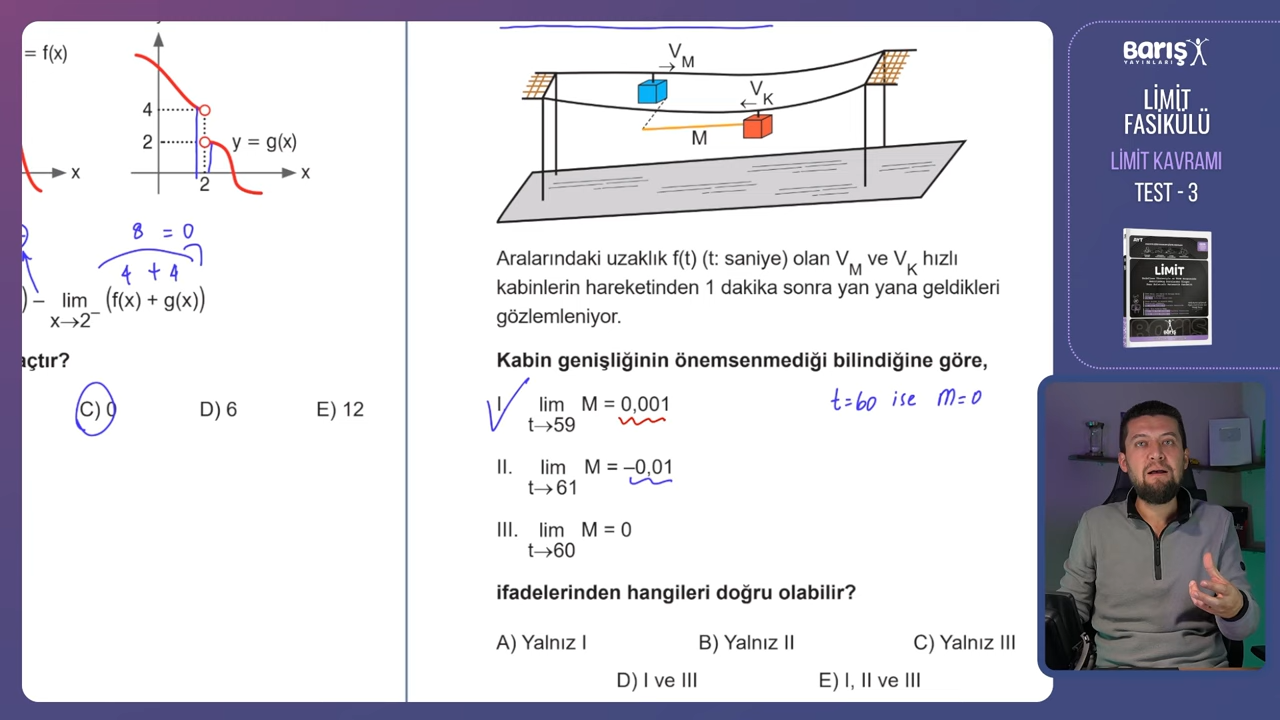 = f(x)
4
2
y = g(x)
x
x
2
8 = 0
4 + 4
) − lim (f(x) + g(x))
x→2⁻
açtır?
C) 0
D) 6
E) 12
V_M
V_K
M
Aralarındaki uzaklık f(t) (t: saniye) olan V_M ve V_K hızlı
kabinlerin hareketinden 1 dakika sonra yan yana geldikleri
gözlemleniyor.
Kabin genişliğinin önemsenmediği bilindiğine göre,
I. lim M = 0,001
t→59
t=60 ise M=0
II. lim M = –0,01
t→61
III. lim M = 0
t→60
ifadelerinden hangileri doğru olabilir?
A) Yalnız I
B) Yalnız II
C) Yalnız III
D) I ve III
E) I, II ve III
BARIŞ
YAYINLARI
LİMİT
FASİKÜLÜ
LİMİT KAVRAMI
TEST - 3
AYT
LİMİT